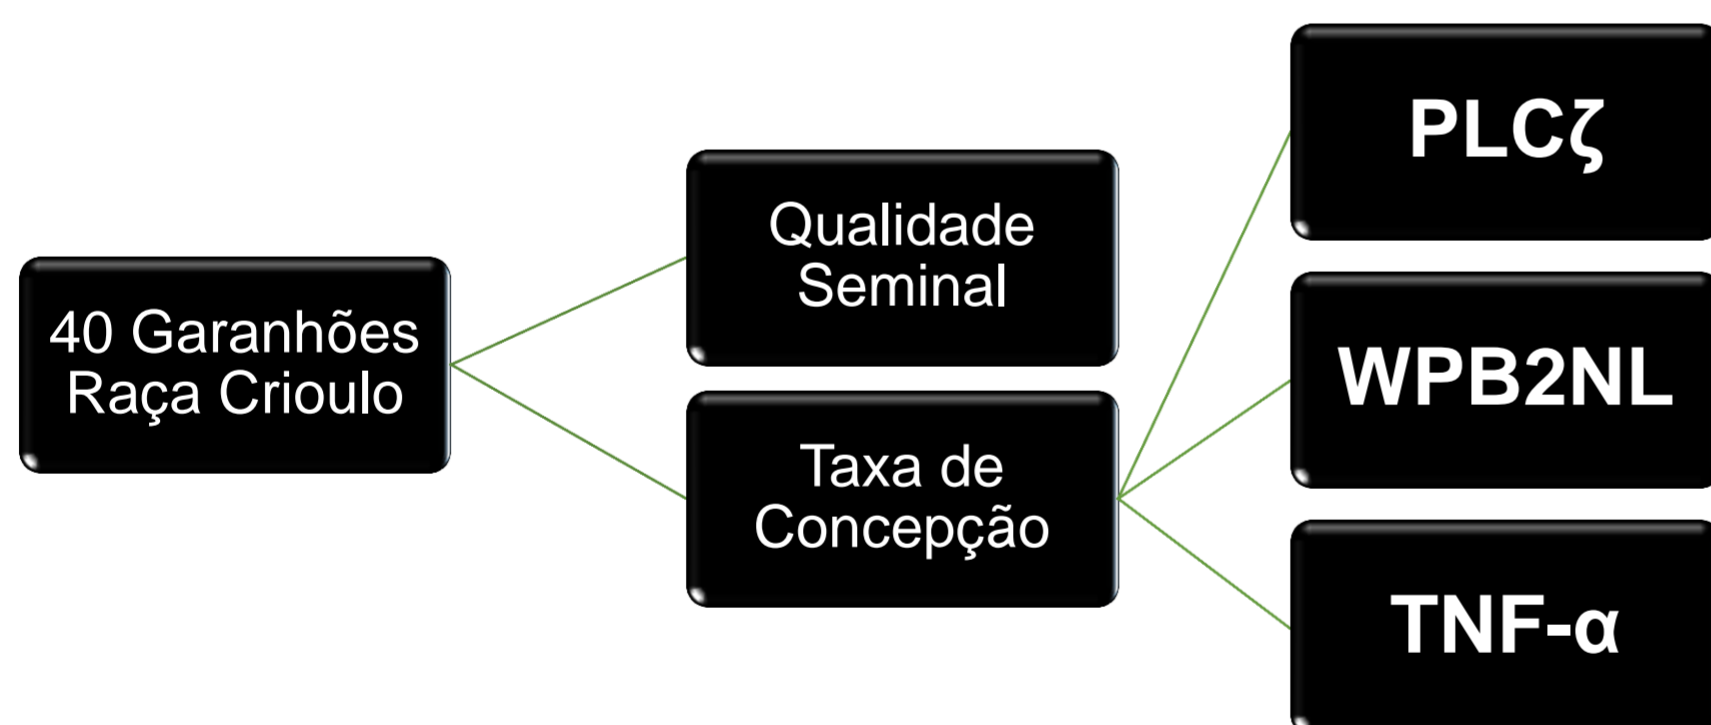 40 Garanhões
Raça Crioulo
Qualidade
Seminal
Taxa de
Concepção
PLCζ
WPB2NL
TNF-α